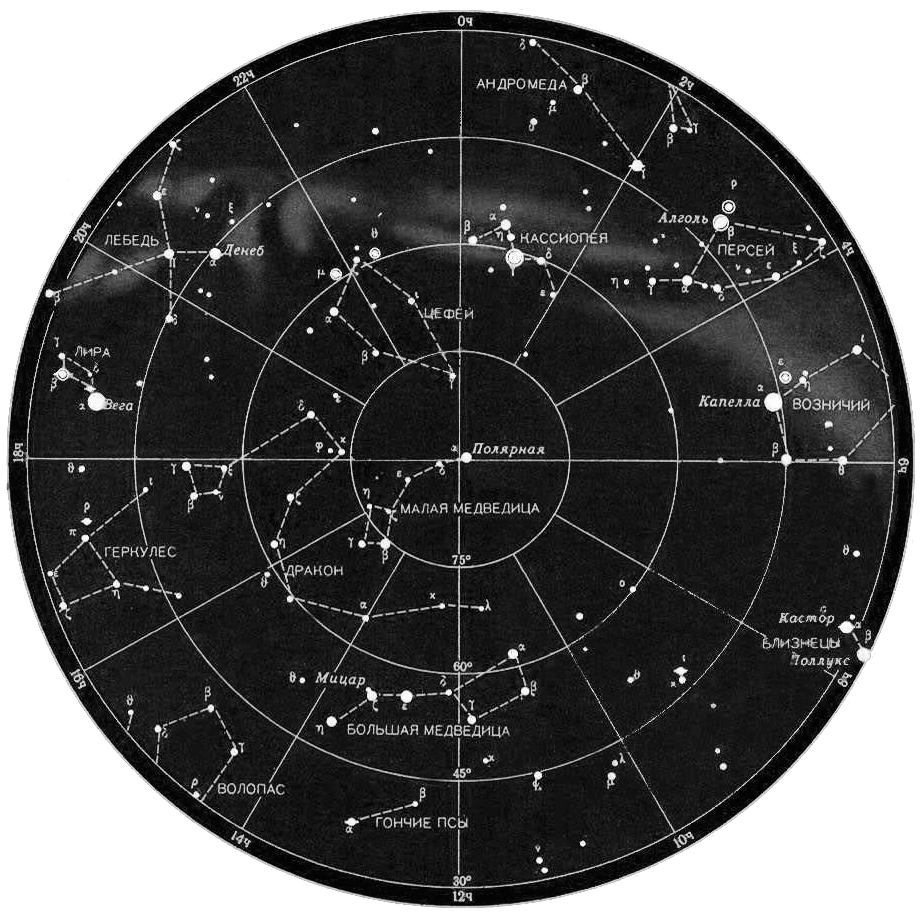 0ч
22ч
2ч
АНДРОМЕДА
δ
β
μ
β γ
ρ
Алголь
β
ПЕРСЕЙ
20ч
4ч
ЛЕБЕДЬ
Денеб
α
ν
ξ
β
α
η
КАССИОПЕЯ
δ
ε
η
γ
α
δ
ν
ε
ξ
ζ
μ
α
ι
ЦЕФЕЙ
β
β
δ
γ
ЛИРА
β
δ
α
Вега
ε
η
ι
α
Капелла
ВОЗНИЧИЙ
β
θ
18ч
6ч
δ
φ
χ
α
Полярная
δ
ε
η
γ
β
МАЛАЯ МЕДВЕДИЦА
γ
ξ
β
ϑ
ι
ρ
π
ГЕРКУЛЕС
ε
η
η
ϑ
ДРАКОН
75°
α
χ
λ
ο
ϑ
Кастор
α
β
БЛИЗНЕЦЫ
Поллукс
16ч
8ч
60°
ϑ
Мицар
ζ
ε
δ
α
β
γ
η
БОЛЬШАЯ МЕДВЕДИЦА
ϑ
ι
κ
ϑ
δ
β
γ
ρ
ВОЛОПАС
χ
45°
ψ
λ
μ
β
α
ГОНЧИЕ ПСЫ
ν
14ч
10ч
30°
12ч